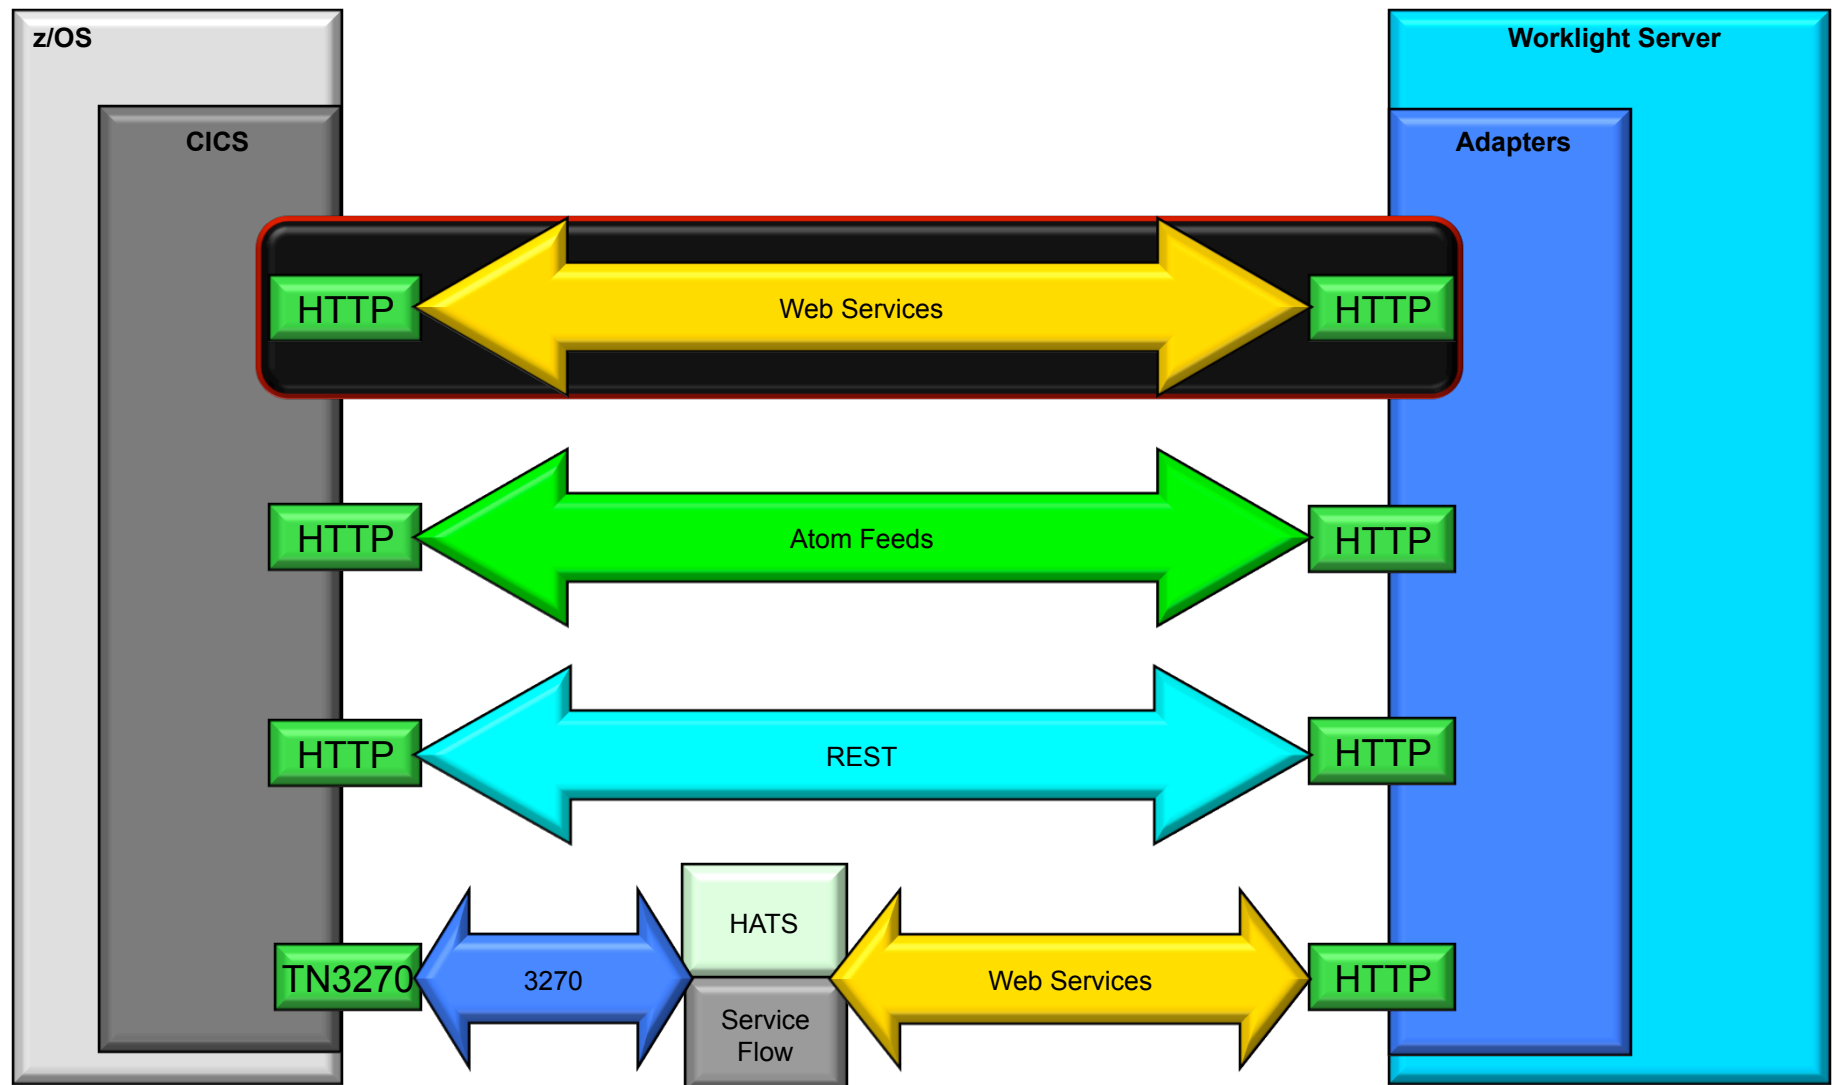 z/OS
Worklight Server
CICS
Adapters
HTTP
Web Services
HTTP
HTTP
Atom Feeds
HTTP
HTTP
REST
HTTP
HATS
TN3270
3270
Web Services
HTTP
Service
Flow